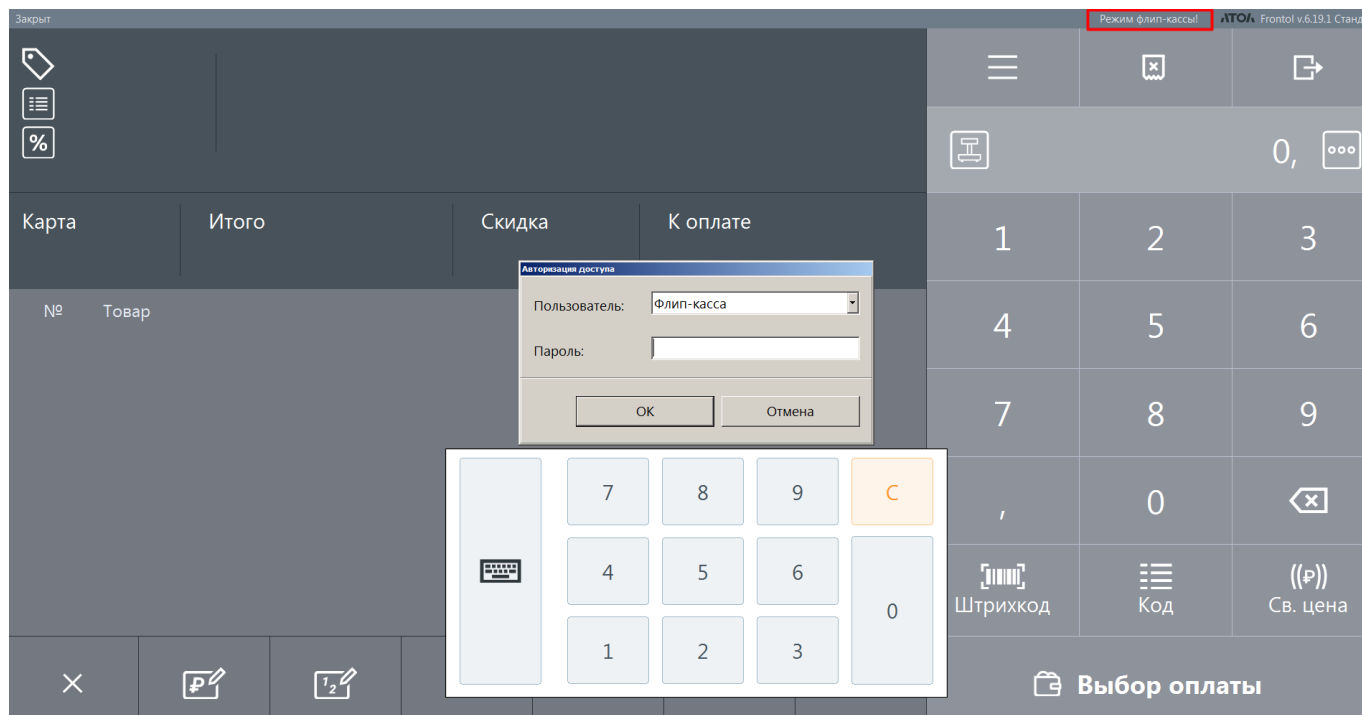 Закрыт
Режим флип-кассы!
АТОЛ Frontol v.6.19.1 Станд
%
0,
Карта
Итого
Скидка
К оплате
1
2
3
Авторизация доступа
Пользователь:
Флип-касса
№
Товар
4
5
6
Пароль:
OK
Отмена
7
8
9
7
8
9
C
,
0
4
5
6
0
Штрихкод
Код
((₽))
Св. цена
1
2
3
Выбор оплаты